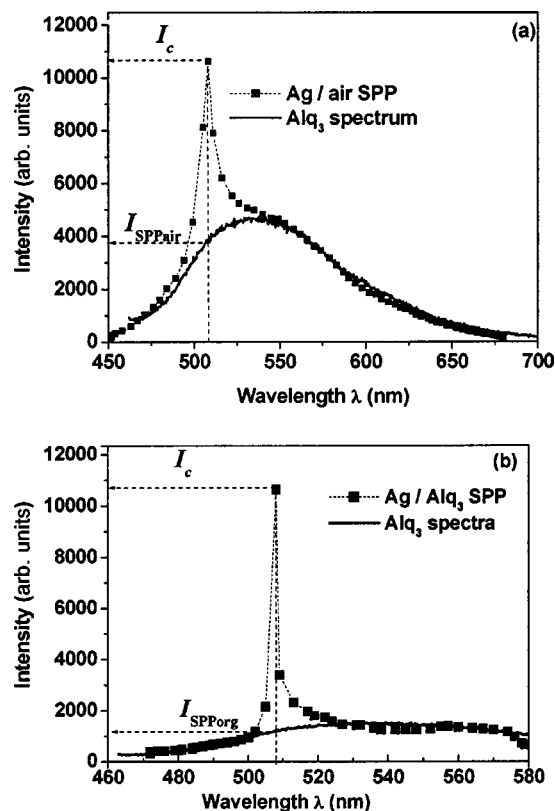 (a)
I_c
Ag / air SPP
Alq₃ spectrum
I_SPPair
Intensity (arb. units)
12000
10000
8000
6000
4000
2000
0
450 500 550 600 650 700
Wavelength λ (nm)
(b)
I_c
Ag / Alq₃ SPP
Alq₃ spectra
I_SPPorg
Intensity (arb. units)
12000
10000
8000
6000
4000
2000
0
460 480 500 520 540 560 580
Wavelength λ (nm)